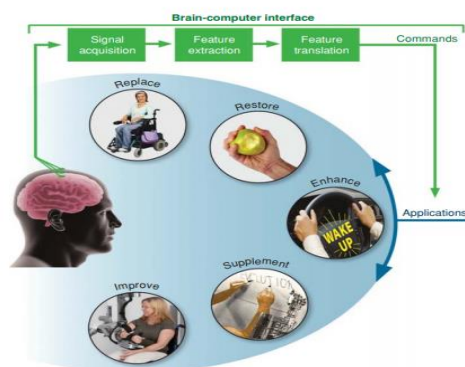 Brain-computer interface
Signal acquisition
Feature extraction
Feature translation
Commands
Replace
Restore
Enhance
WAKE UP
Applications
Supplement
Improve